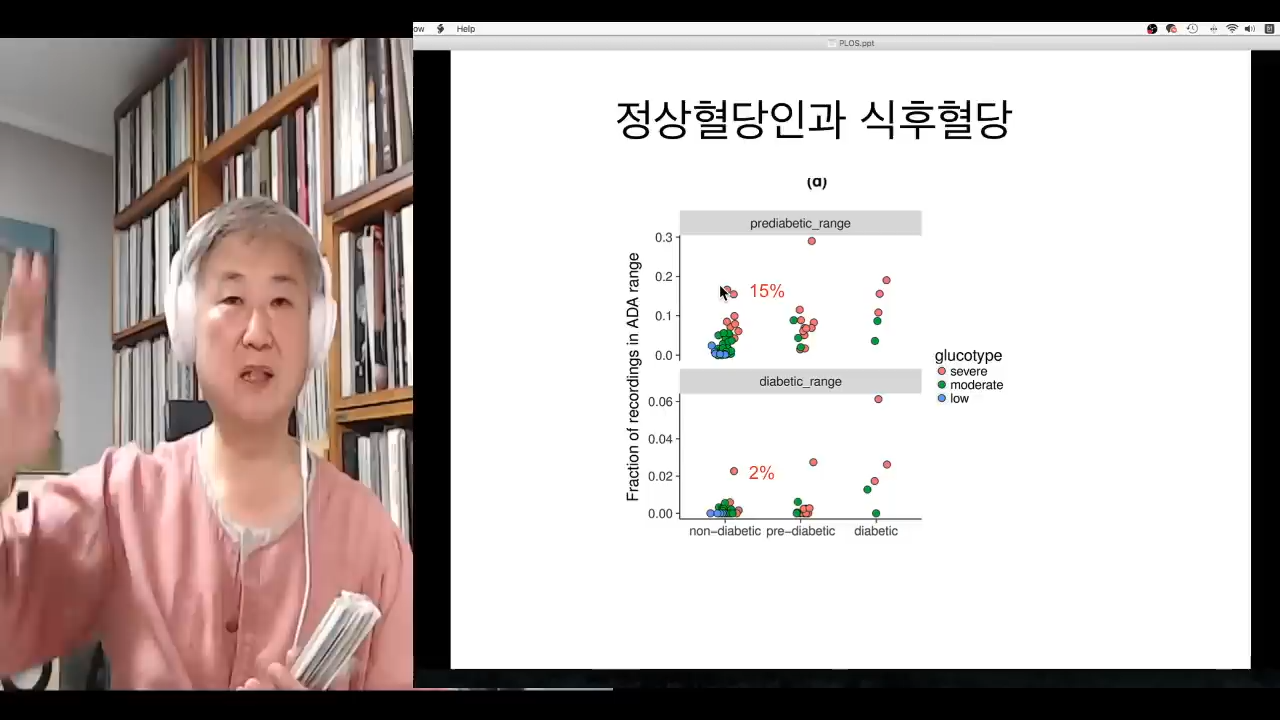 ow Help
PLOS.ppt
정상혈당인과 식후혈당
(a)
prediabetic_range
0.3
0.2
0.1
0.0
15%
diabetic_range
0.06
0.04
0.02
0.00
2%
Fraction of recordings in ADA range
non-diabetic pre-diabetic diabetic
glucotype
severe
moderate
low